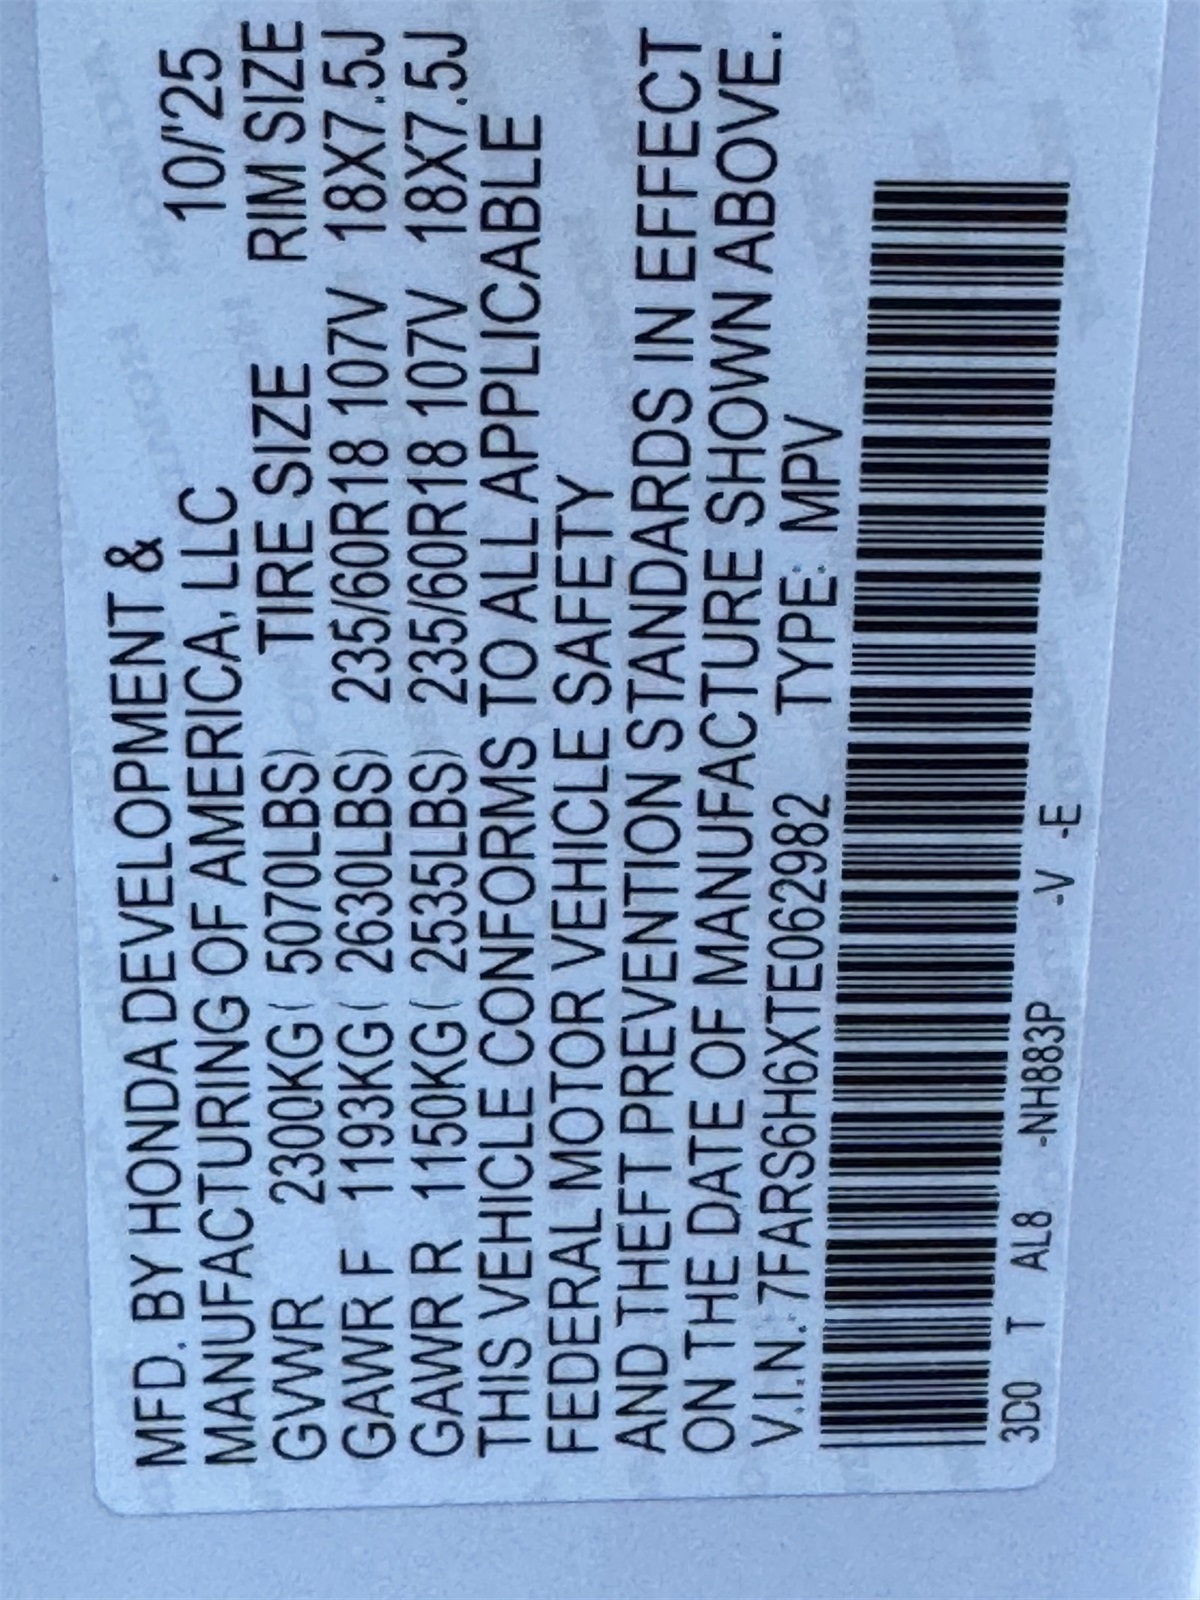 MFD. BY HONDA DEVELOPMENT &
MANUFACTURING OF AMERICA, LLC 10/'25
TIRE SIZE RIM SIZE
GVWR 2300KG( 5070LBS) 235/60R18 107V 18X7.5J
GAWR F 1193KG( 2630LBS) 235/60R18 107V 18X7.5J
GAWR R 1150KG( 2535LBS)
THIS VEHICLE CONFORMS TO ALL APPLICABLE
FEDERAL MOTOR VEHICLE SAFETY
AND THEFT PREVENTION STANDARDS IN EFFECT
ON THE DATE OF MANUFACTURE SHOWN ABOVE.
V.I.N.:7FARS6H6XTE062982 TYPE: MPV
3D0 T AL8 -NH883P -V -E